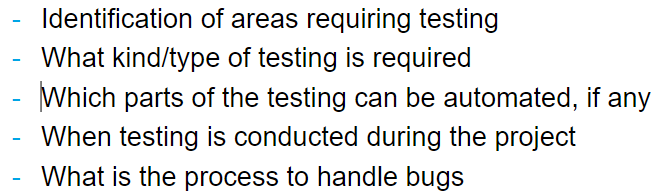 - Identification of areas requiring testing
- What kind/type of testing is required
- Which parts of the testing can be automated, if any
- When testing is conducted during the project
- What is the process to handle bugs